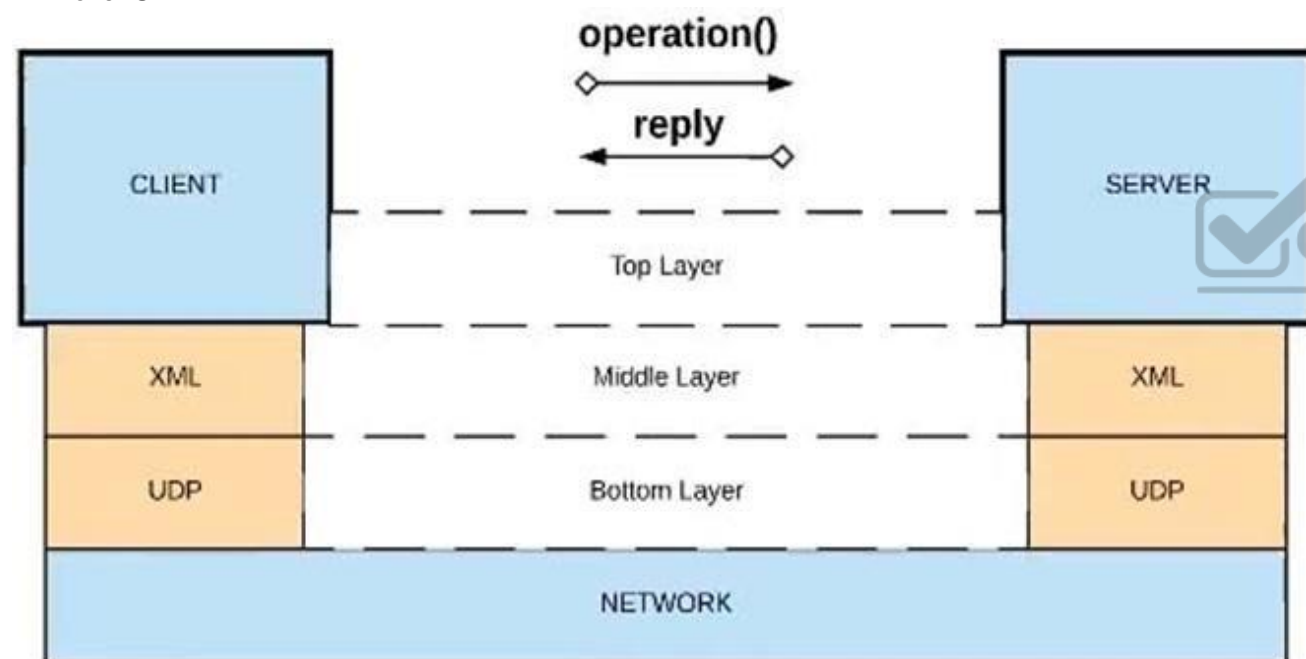 operation()
reply
CLIENT
SERVER
Top Layer
XML
Middle Layer
XML
UDP
Bottom Layer
UDP
NETWORK